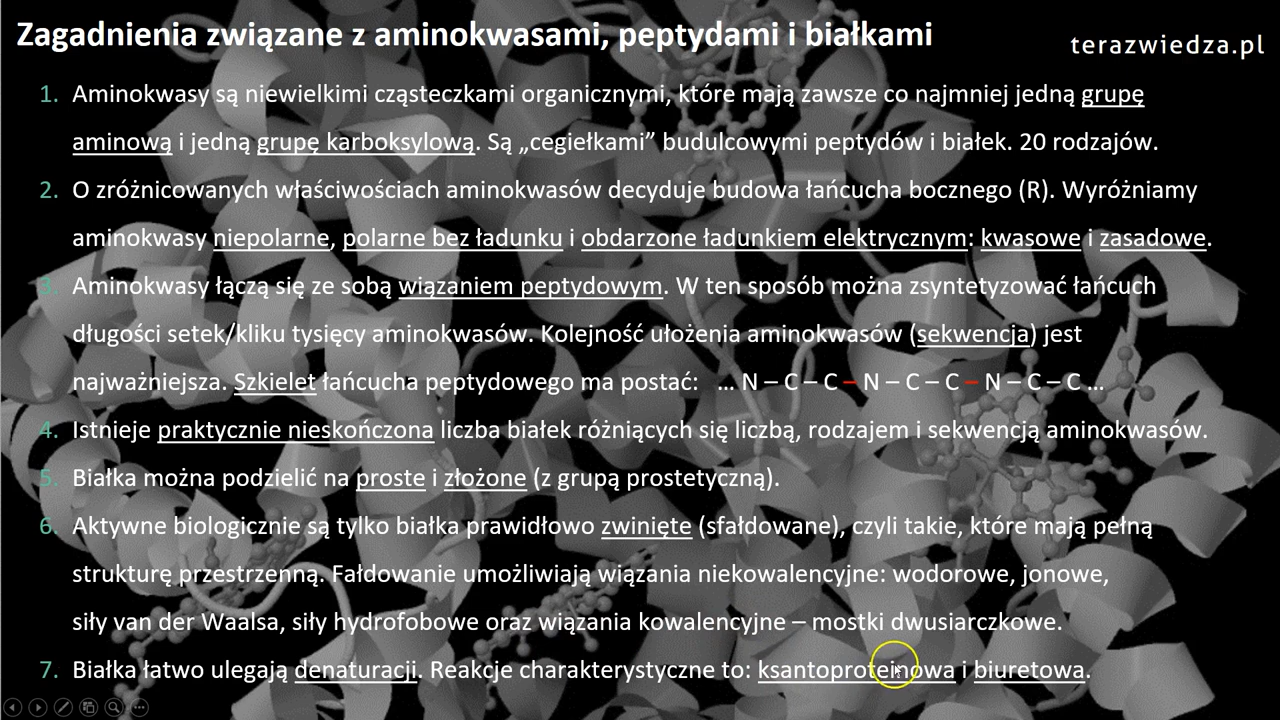 Zagadnienia związane z aminokwasami, peptydami i białkami
terazwiedza.pl
1. Aminokwasy są niewielkimi cząsteczkami organicznymi, które mają zawsze co najmniej jedną grupę
aminową i jedną grupę karboksylową. Są „cegiełkami” budulcowymi peptydów i białek. 20 rodzajów.
2. O zróżnicowanych właściwościach aminokwasów decyduje budowa łańcucha bocznego (R). Wyróżniamy
aminokwasy niepolarne, polarne bez ładunku i obdarzone ładunkiem elektrycznym: kwasowe i zasadowe.
3. Aminokwasy łączą się ze sobą wiązaniem peptydowym. W ten sposób można zsyntetyzować łańcuch
długości setek/kliku tysięcy aminokwasów. Kolejność ułożenia aminokwasów (sekwencja) jest
najważniejsza. Szkielet łańcucha peptydowego ma postać: ... N – C – C – N – C – C – N – C – C ...
4. Istnieje praktycznie nieskończona liczba białek różniących się liczbą, rodzajem i sekwencją aminokwasów.
5. Białka można podzielić na proste i złożone (z grupą prostetyczną).
6. Aktywne biologicznie są tylko białka prawidłowo zwinięte (sfałdowane), czyli takie, które mają pełną
strukturę przestrzenną. Fałdowanie umożliwiają wiązania niekowalencyjne: wodorowe, jonowe,
siły van der Waalsa, siły hydrofobowe oraz wiązania kowalencyjne – mostki dwusiarczkowe.
7. Białka łatwo ulegają denaturacji. Reakcje charakterystyczne to: ksantoproteinowa i biuretowa.